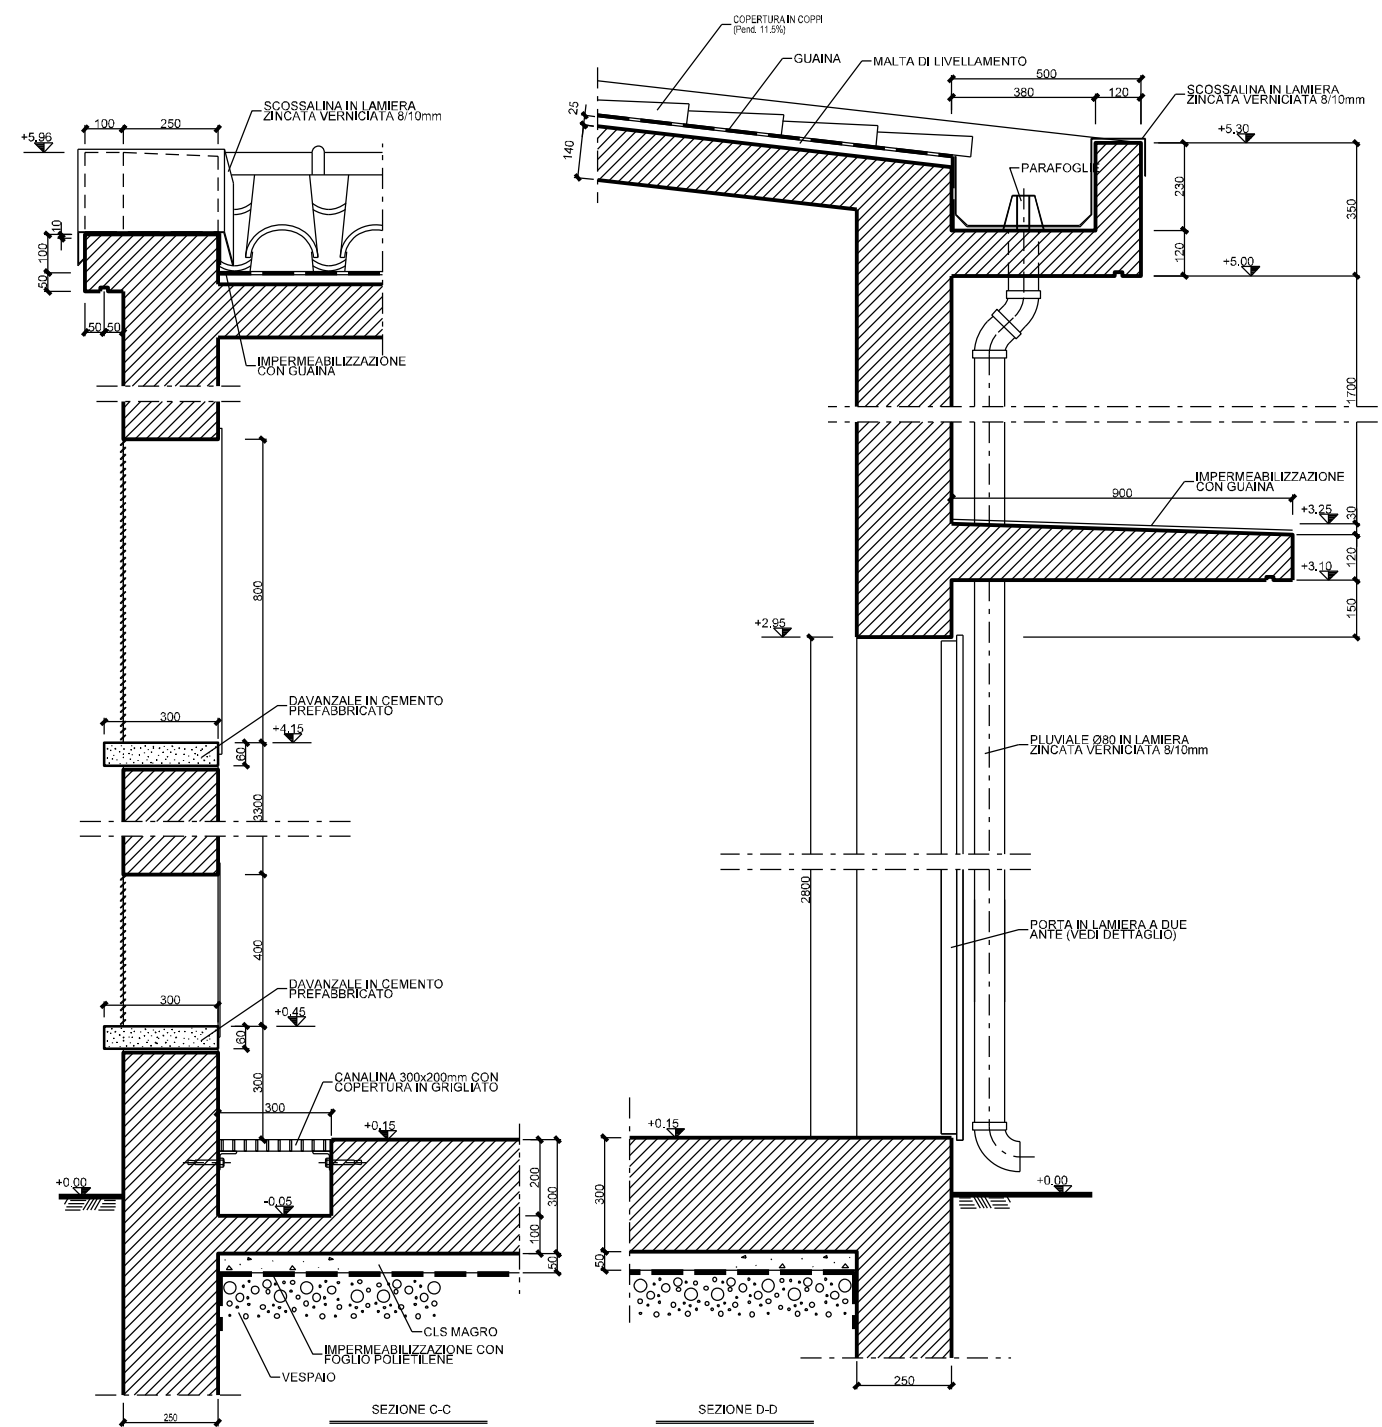 COPERTURA IN COPPI
(Pend. 11.5%)
GUAINA
MALTA DI LIVELLAMENTO
500
380
120
SCOSSALINA IN LAMIERA
ZINCATA VERNICIATA 8/10mm
SCOSSALINA IN LAMIERA
ZINCATA VERNICIATA 8/10mm
100
250
+5.96
25
140
+5.30
PARAFOGLIE
230
350
120
+5.00
10
100
50
50
50
IMPERMEABILIZZAZIONE
CON GUAINA
1700
IMPERMEABILIZZAZIONE
CON GUAINA
900
30
+3.25
120
+3.10
150
800
+2.95
DAVANZALE IN CEMENTO
PREFABBRICATO
300
+4.15
60
PLUVIALE Ø80 IN LAMIERA
ZINCATA VERNICIATA 8/10mm
3300
2800
PORTA IN LAMIERA A DUE
ANTE (VEDI DETTAGLIO)
400
DAVANZALE IN CEMENTO
PREFABBRICATO
300
+0.45
60
300
CANALINA 300x200mm CON
COPERTURA IN GRIGLIATO
300
+0.15
+0.15
+0.00
-0.05
200
300
100
50
300
50
+0.00
CLS MAGRO
IMPERMEABILIZZAZIONE CON
FOGLIO POLIETILENE
VESPAIO
250
250
SEZIONE C-C
SEZIONE D-D